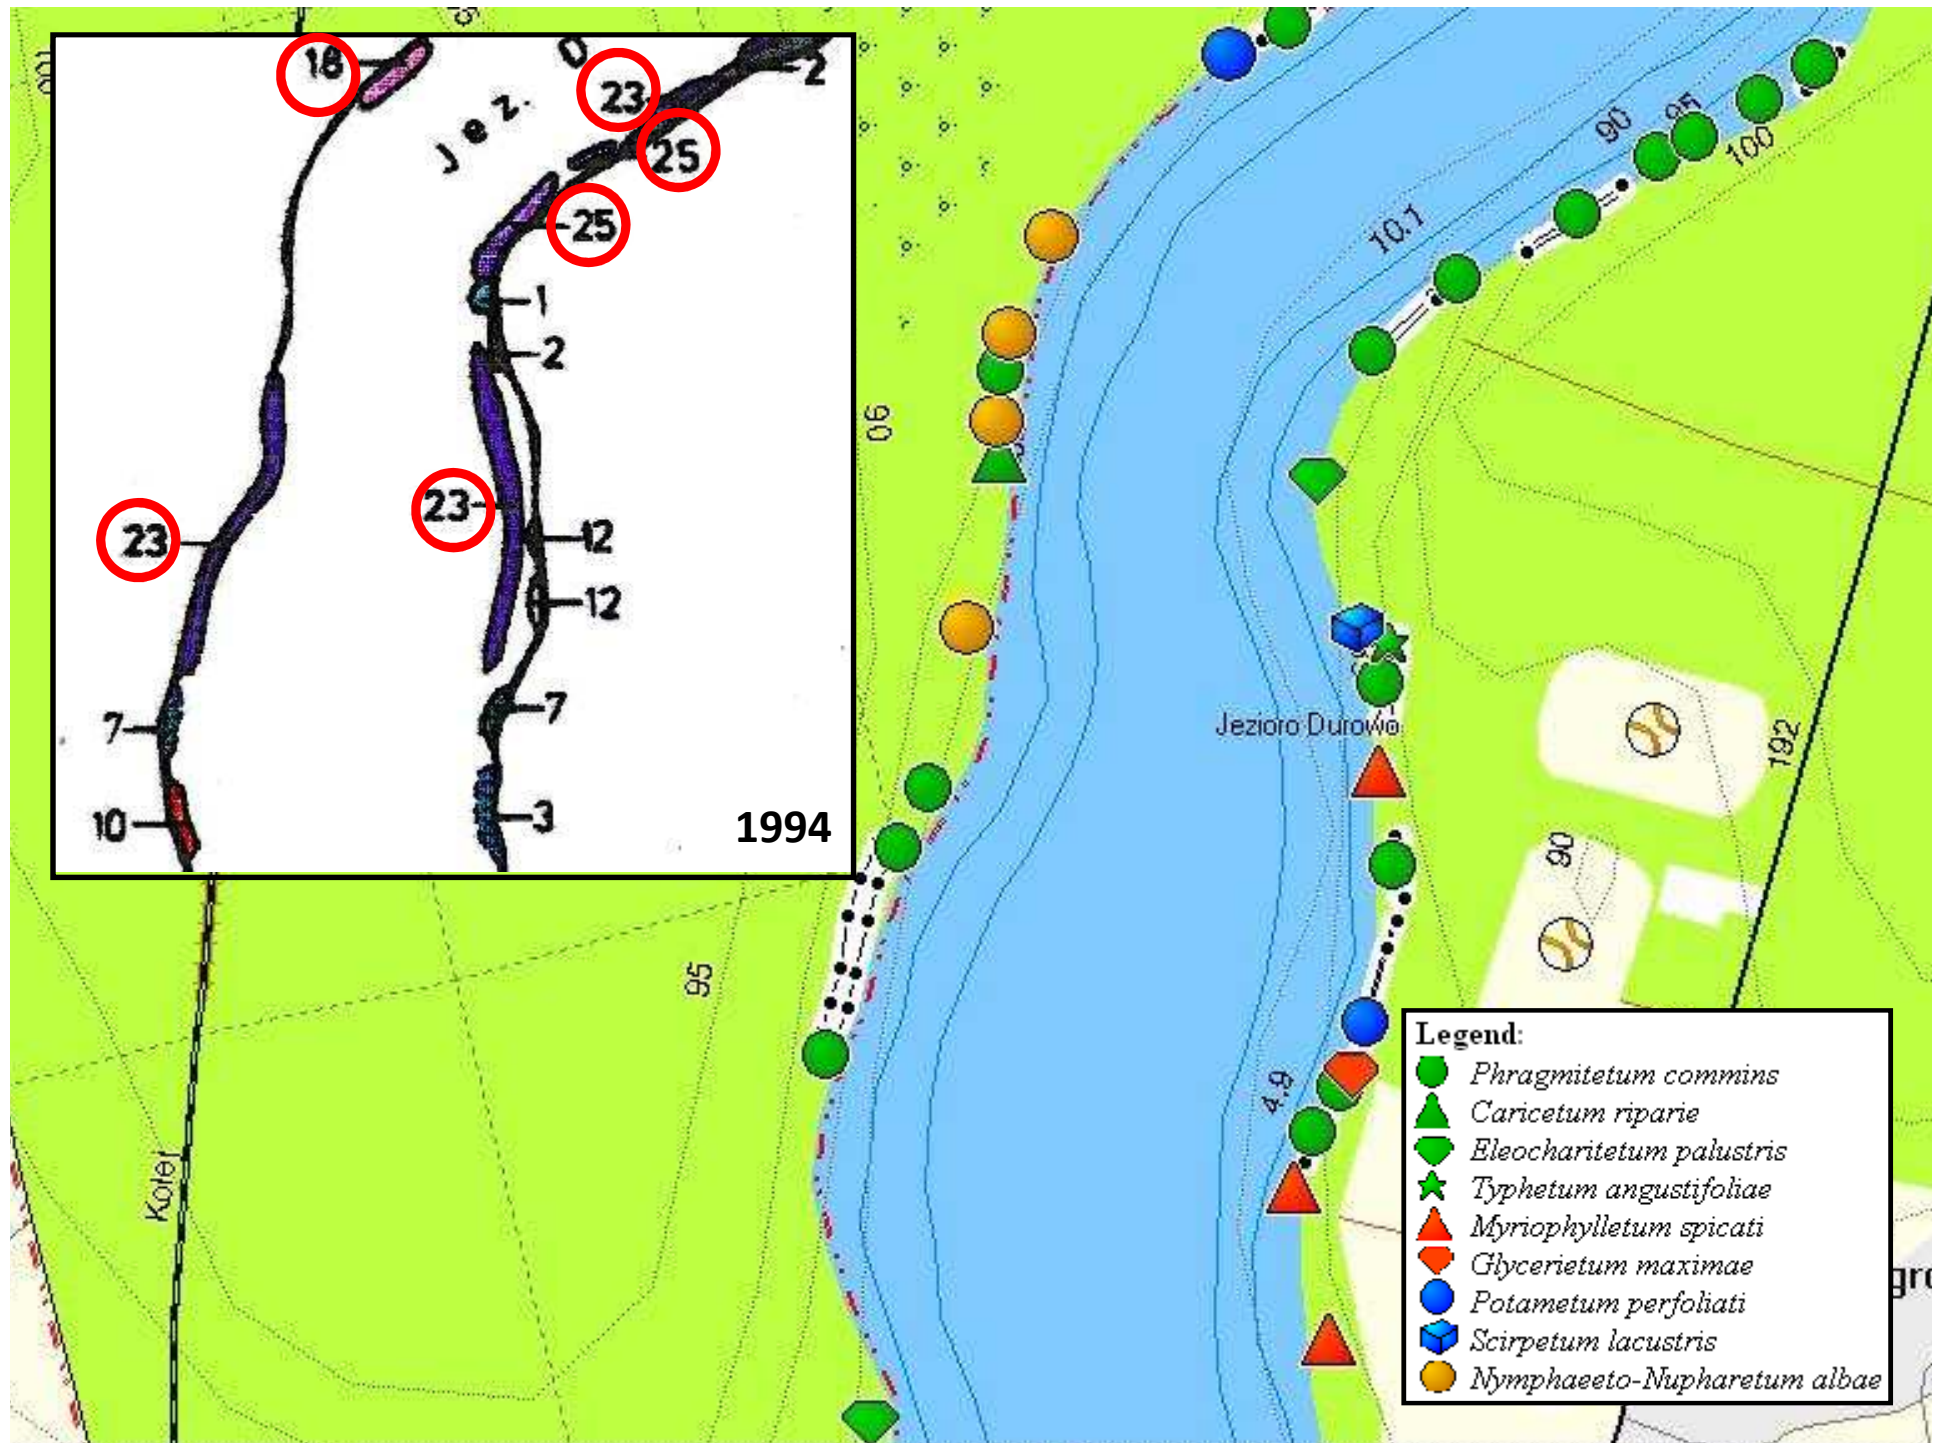 18
Jez.
D
23
2
25
25
1
2
23
23
12
12
7
7
10
3
1994
90
95
100
10.1
90
Jezioro Durowo
192
90
95
4.9
Kolej
gro
Legend:
Phragmitetum commins
Caricetum riparie
Eleocharitetum palustris
Typhetum angustifoliae
Myriophylletum spicati
Glycerietum maximae
Potametum perfoliati
Scirpetum lacustris
Nymphaeeto-Nupharetum albae